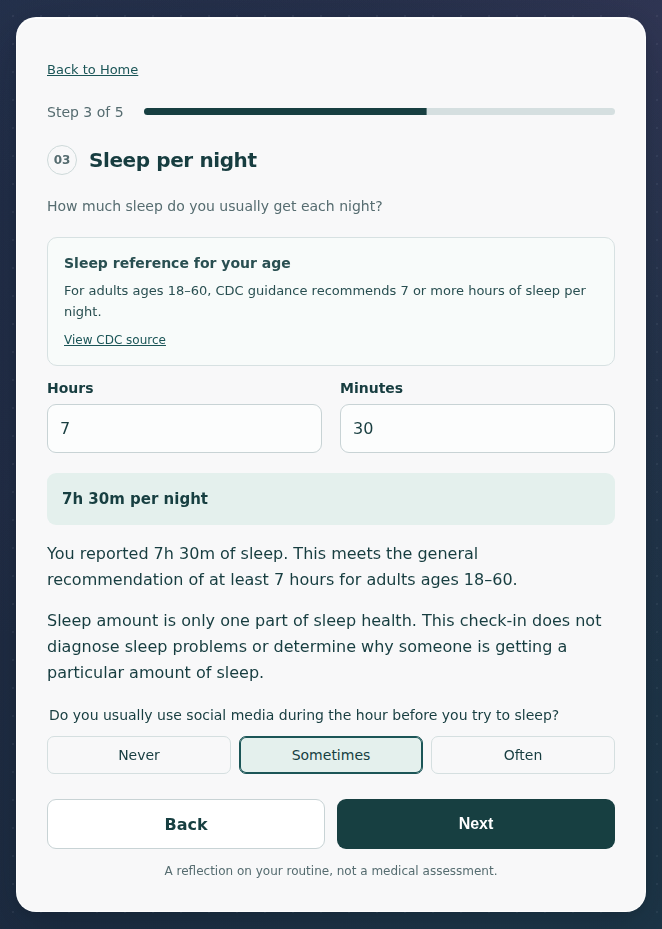 Back to Home
Step 3 of 5
03 Sleep per night
How much sleep do you usually get each night?
Sleep reference for your age
For adults ages 18–60, CDC guidance recommends 7 or more hours of sleep per
night.
View CDC source
Hours Minutes
7 30
7h 30m per night
You reported 7h 30m of sleep. This meets the general
recommendation of at least 7 hours for adults ages 18–60.
Sleep amount is only one part of sleep health. This check-in does not
diagnose sleep problems or determine why someone is getting a
particular amount of sleep.
Do you usually use social media during the hour before you try to sleep?
Never Sometimes Often
Back Next
A reflection on your routine, not a medical assessment.